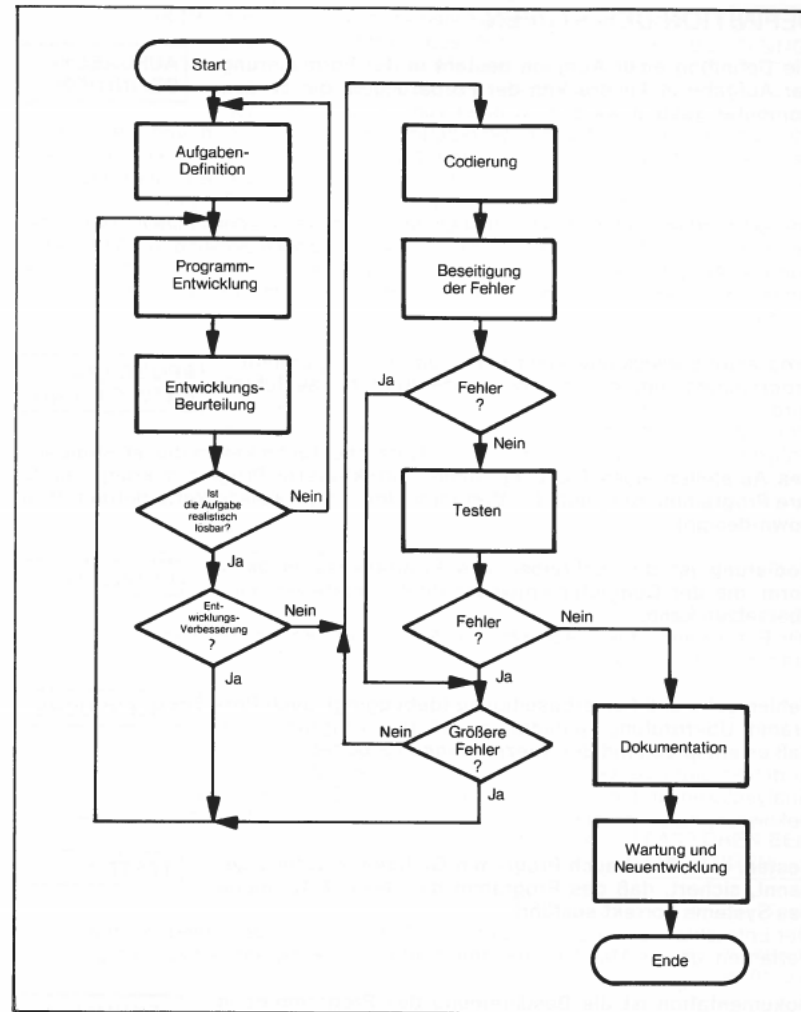 Start
Aufgaben-
Definition
Programm-
Entwicklung
Entwicklungs-
Beurteilung
Ist
die Aufgabe
realistisch
lösbar?
Nein
Ja
Ent-
wicklungs-
Verbesserung
?
Nein
Ja
Codierung
Beseitigung
der Fehler
Fehler
?
Ja
Nein
Testen
Fehler
?
Nein
Ja
Größere
Fehler
?
Nein
Ja
Dokumentation
Wartung und
Neuentwicklung
Ende